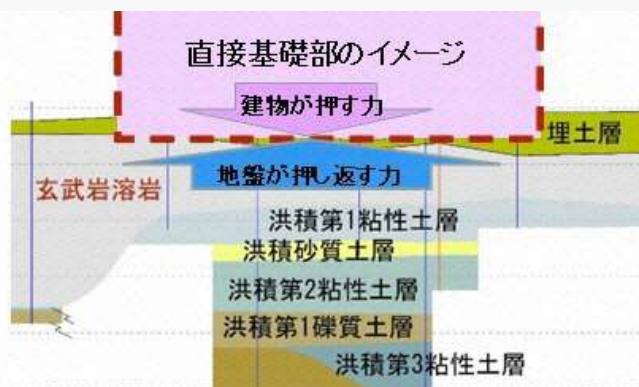 直接基礎部のイメージ
建物が押す力
埋土層
地盤が押し返す力
玄武岩溶岩
洪積第1粘性土層
洪積砂質土層
洪積第2粘性土層
洪積第1礫質土層
洪積第3粘性土層